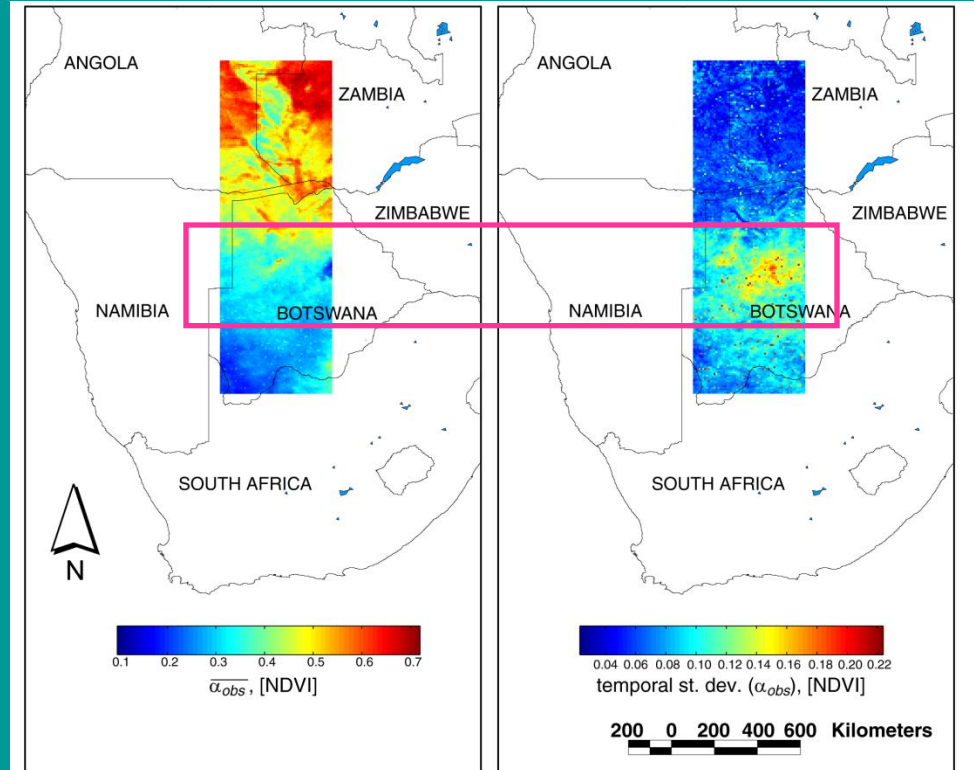 ANGOLA
ZAMBIA
ZIMBABWE
NAMIBIA
BOTSWANA
SOUTH AFRICA
N
0.1 0.2 0.3 0.4 0.5 0.6 0.7
α̅obs, [NDVI]
ANGOLA
ZAMBIA
ZIMBABWE
NAMIBIA
BOTSWANA
SOUTH AFRICA
0.04 0.06 0.08 0.10 0.12 0.14 0.16 0.18 0.20 0.22
temporal st. dev. (αobs), [NDVI]
200 0 200 400 600 Kilometers